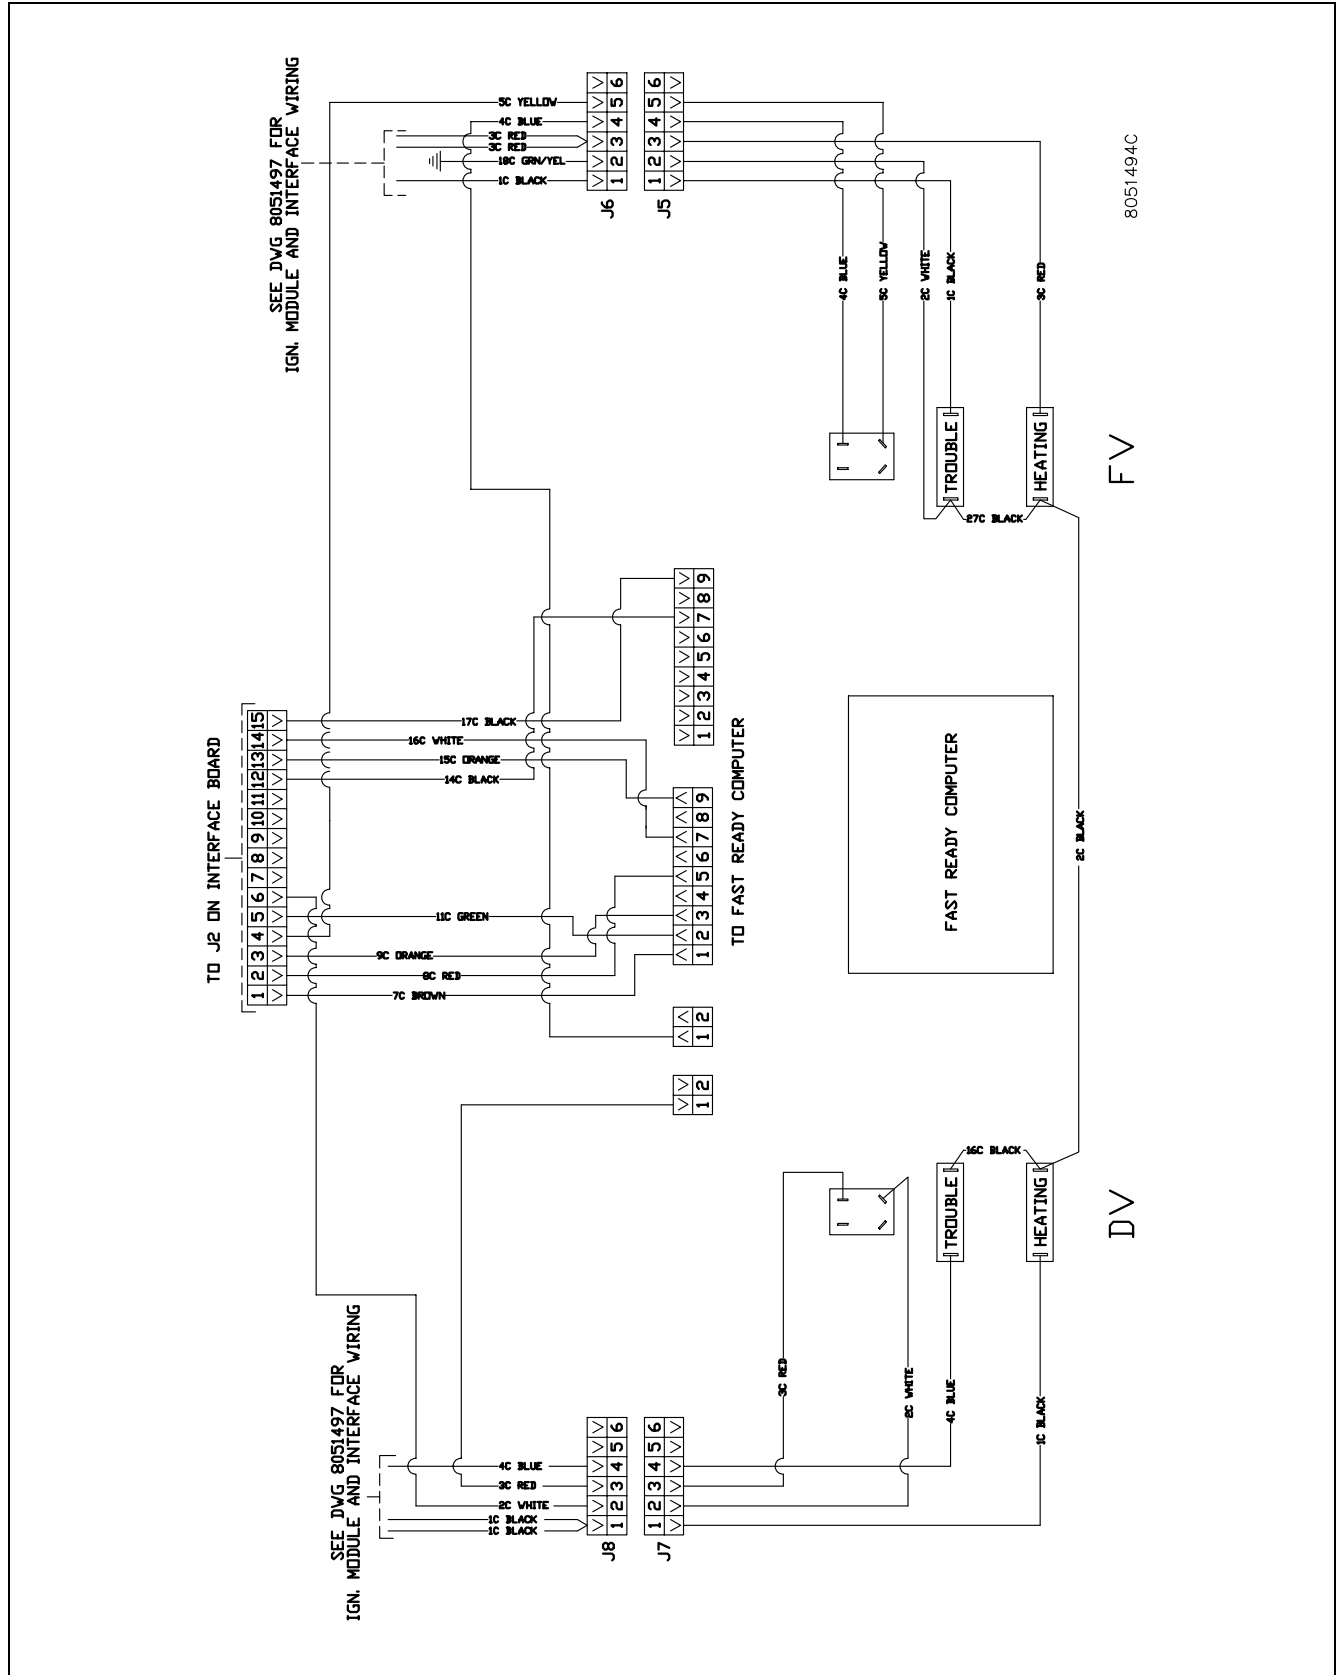 SEE DWG 8051497 FOR
IGN. MODULE AND INTERFACE WIRING
5C YELLOW
4C BLUE
3C RED
3C RED
18C GRN/YEL
1C BLACK
6
5
4
3
2
1
J6
6
5
4
3
2
1
J5
4C BLUE
5C YELLOW
2C WHITE
1C BLACK
3C RED
8051494C
TROUBLE
HEATING
27C BLACK
FV
TO J2 ON INTERFACE BOARD
15
14
13
12
11
10
9
8
7
6
5
4
3
2
1
17C BLACK
16C WHITE
15C ORANGE
14C BLACK
11C GREEN
9C ORANGE
8C RED
7C BROWN
9
8
7
6
5
4
3
2
1
9
8
7
6
5
4
3
2
1
TO FAST READY COMPUTER
2
1
2
1
FAST READY COMPUTER
2C BLACK
16C BLACK
TROUBLE
HEATING
DV
SEE DWG 8051497 FOR
IGN. MODULE AND INTERFACE WIRING
4C BLUE
3C RED
2C WHITE
1C BLACK
1C BLACK
6
5
4
3
2
1
J8
6
5
4
3
2
1
J7
3C RED
2C WHITE
4C BLUE
1C BLACK